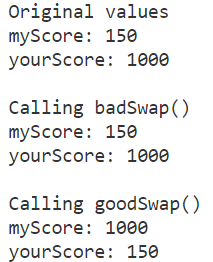 Original values
myScore: 150
yourScore: 1000

Calling badSwap()
myScore: 150
yourScore: 1000

Calling goodSwap()
myScore: 1000
yourScore: 150